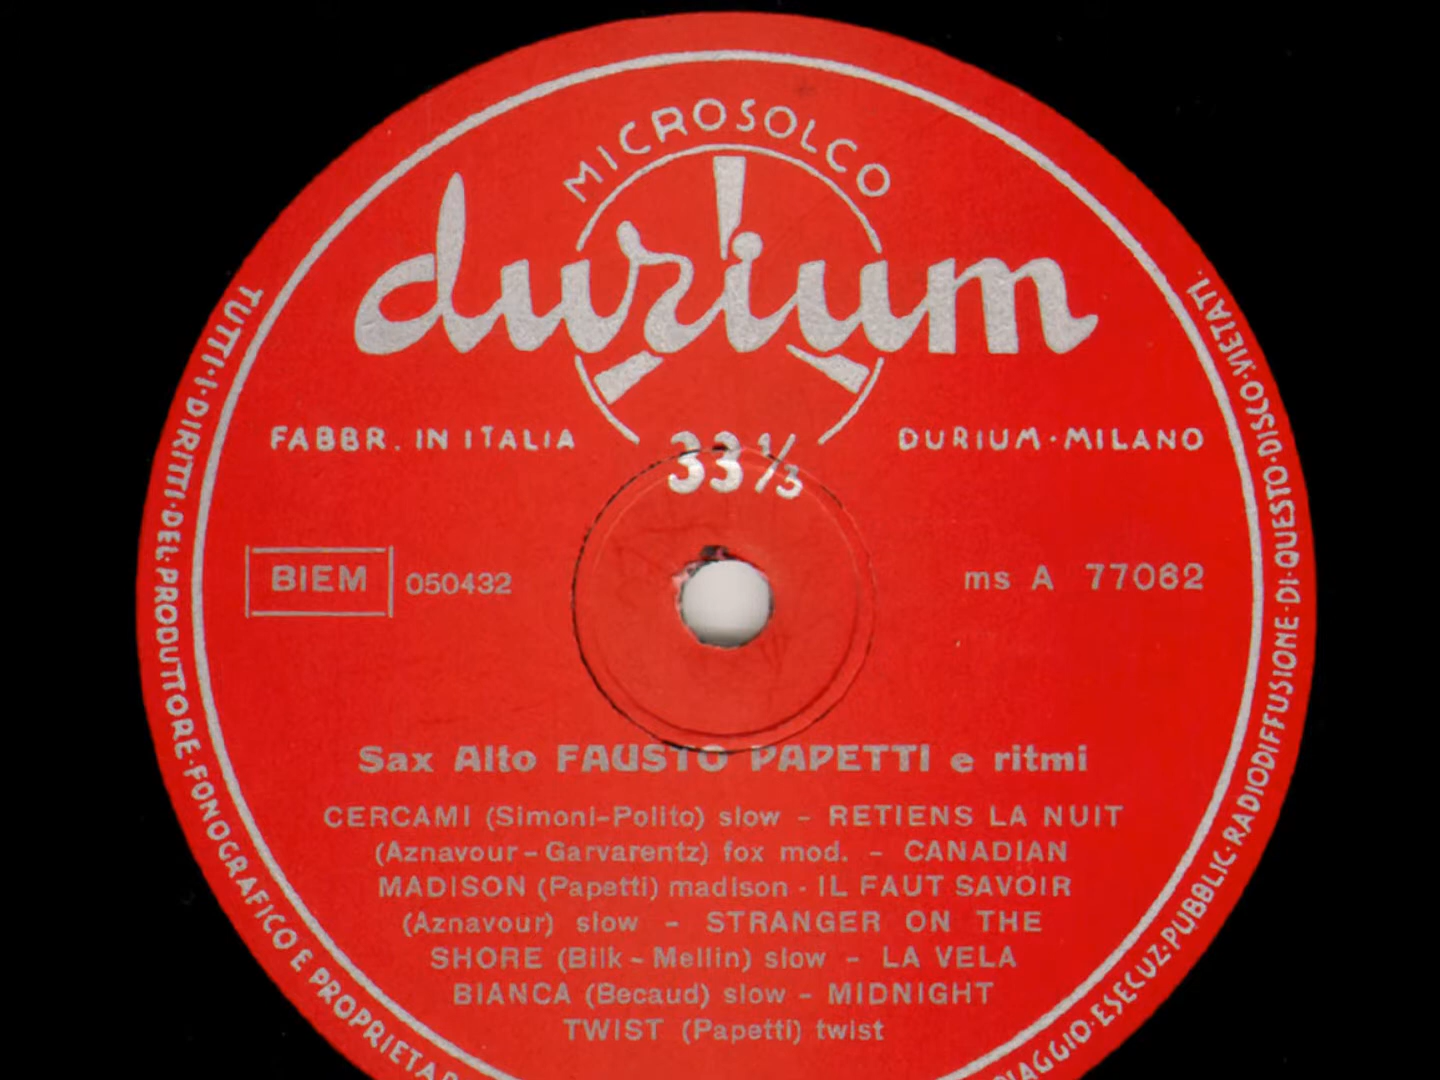 MICROSOLCO
durium
FABBR. IN ITALIA
33 1/3
DURIUM·MILANO
BIEM 050432
ms A 77062
Sax Alto FAUSTO PAPETTI e ritmi
CERCAMI (Simoni-Polito) slow - RETIENS LA NUIT
(Aznavour-Garvarentz) fox mod. - CANADIAN
MADISON (Papetti) madison - IL FAUT SAVOIR
(Aznavour) slow - STRANGER ON THE
SHORE (Bilk - Mellin) slow - LA VELA
BIANCA (Becaud) slow - MIDNIGHT
TWIST (Papetti) twist
TUTTI·I·DIRITTI·DEL·PRODUTTORE·FONOGRAFICO E PROPRIETAR
ESECUZ·PUBBLIC·RADIODIFFUSIONE·DI·QUESTO·DISCO·VIETATI.